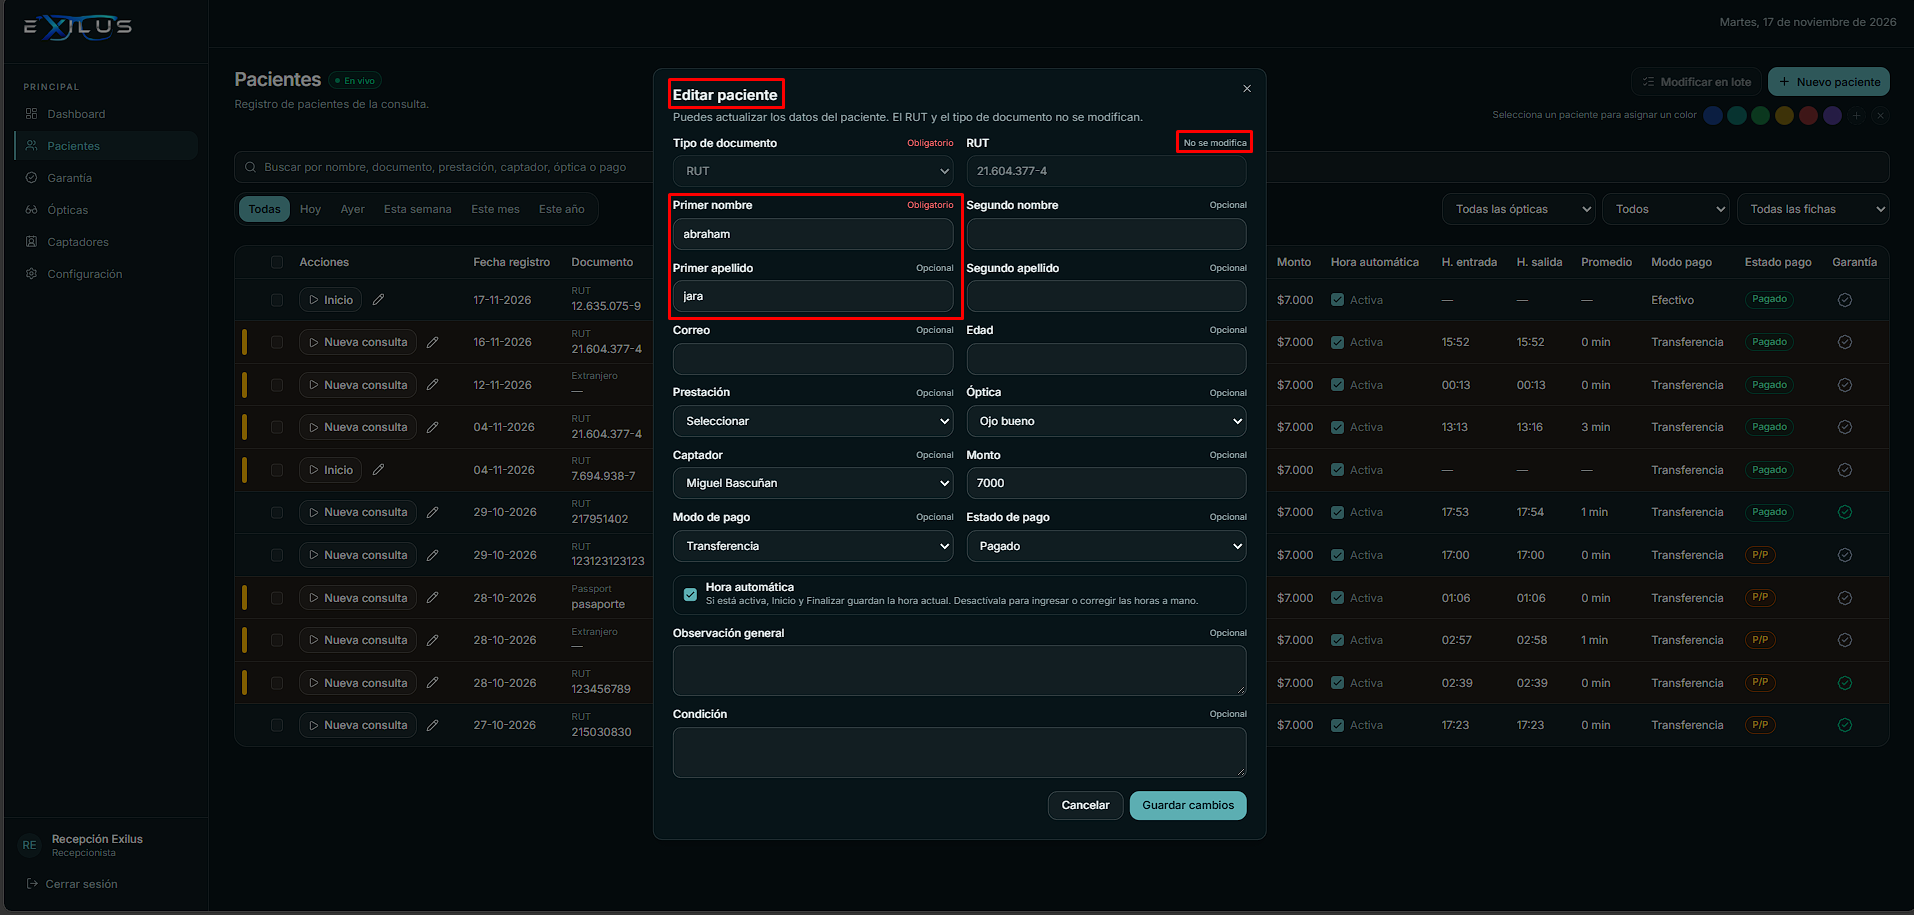 EXILUS
Martes, 17 de noviembre de 2026
PRINCIPAL
Dashboard
Pacientes
Garantía
Ópticas
Captadores
Configuración
Pacientes
En vivo
Registro de pacientes de la consulta.
Modificar en lote
+ Nuevo paciente
Selecciona un paciente para asignar un color
Buscar por nombre, documento, prestación, captador, óptica o pago
Todas Hoy Ayer Esta semana Este mes Este año
Todas las ópticas Todos Todas las fichas
Acciones Fecha registro Documento Monto Hora automática H. entrada H. salida Promedio Modo pago Estado pago Garantía
Inicio 17-11-2026 RUT 12.635.075-9 $7.000 Activa — — — Efectivo Pagado
Nueva consulta 16-11-2026 RUT 21.604.377-4 $7.000 Activa 15:52 15:52 0 min Transferencia Pagado
Nueva consulta 12-11-2026 Extranjero — $7.000 Activa 00:13 00:13 0 min Transferencia Pagado
Nueva consulta 04-11-2026 RUT 21.604.377-4 $7.000 Activa 13:13 13:16 3 min Transferencia Pagado
Inicio 04-11-2026 RUT 7.694.938-7 $7.000 Activa — — — Transferencia Pagado
Nueva consulta 29-10-2026 RUT 217951402 $7.000 Activa 17:53 17:54 1 min Transferencia Pagado
Nueva consulta 29-10-2026 RUT 123123123123 $7.000 Activa 17:00 17:00 0 min Transferencia P/P
Nueva consulta 28-10-2026 Passport pasaporte $7.000 Activa 01:06 01:06 0 min Transferencia P/P
Nueva consulta 28-10-2026 Extranjero — $7.000 Activa 02:57 02:58 1 min Transferencia P/P
Nueva consulta 28-10-2026 RUT 123456789 $7.000 Activa 02:39 02:39 0 min Transferencia P/P
Nueva consulta 27-10-2026 RUT 215030830 $7.000 Activa 17:23 17:23 0 min Transferencia P/P
Editar paciente
Puedes actualizar los datos del paciente. El RUT y el tipo de documento no se modifican.
Tipo de documento Obligatorio RUT No se modifica
RUT 21.604.377-4
Primer nombre Obligatorio Segundo nombre Opcional
abraham
Primer apellido Opcional Segundo apellido Opcional
jara
Correo Opcional Edad Opcional
Prestación Opcional Óptica Opcional
Seleccionar Ojo bueno
Captador Opcional Monto Opcional
Miguel Bascuñan 7000
Modo de pago Opcional Estado de pago Opcional
Transferencia Pagado
Hora automática
Si está activa, Inicio y Finalizar guardan la hora actual. Desactívala para ingresar o corregir las horas a mano.
Observación general Opcional
Condición Opcional
Cancelar Guardar cambios
RE
Recepción Exilus
Recepcionista
Cerrar sesión